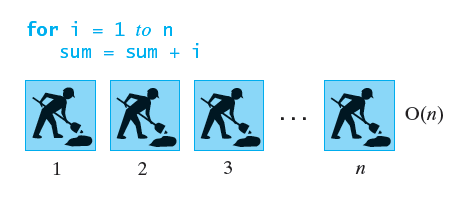 for i = 1 to n
sum = sum + i
... O(n)
1 2 3 n